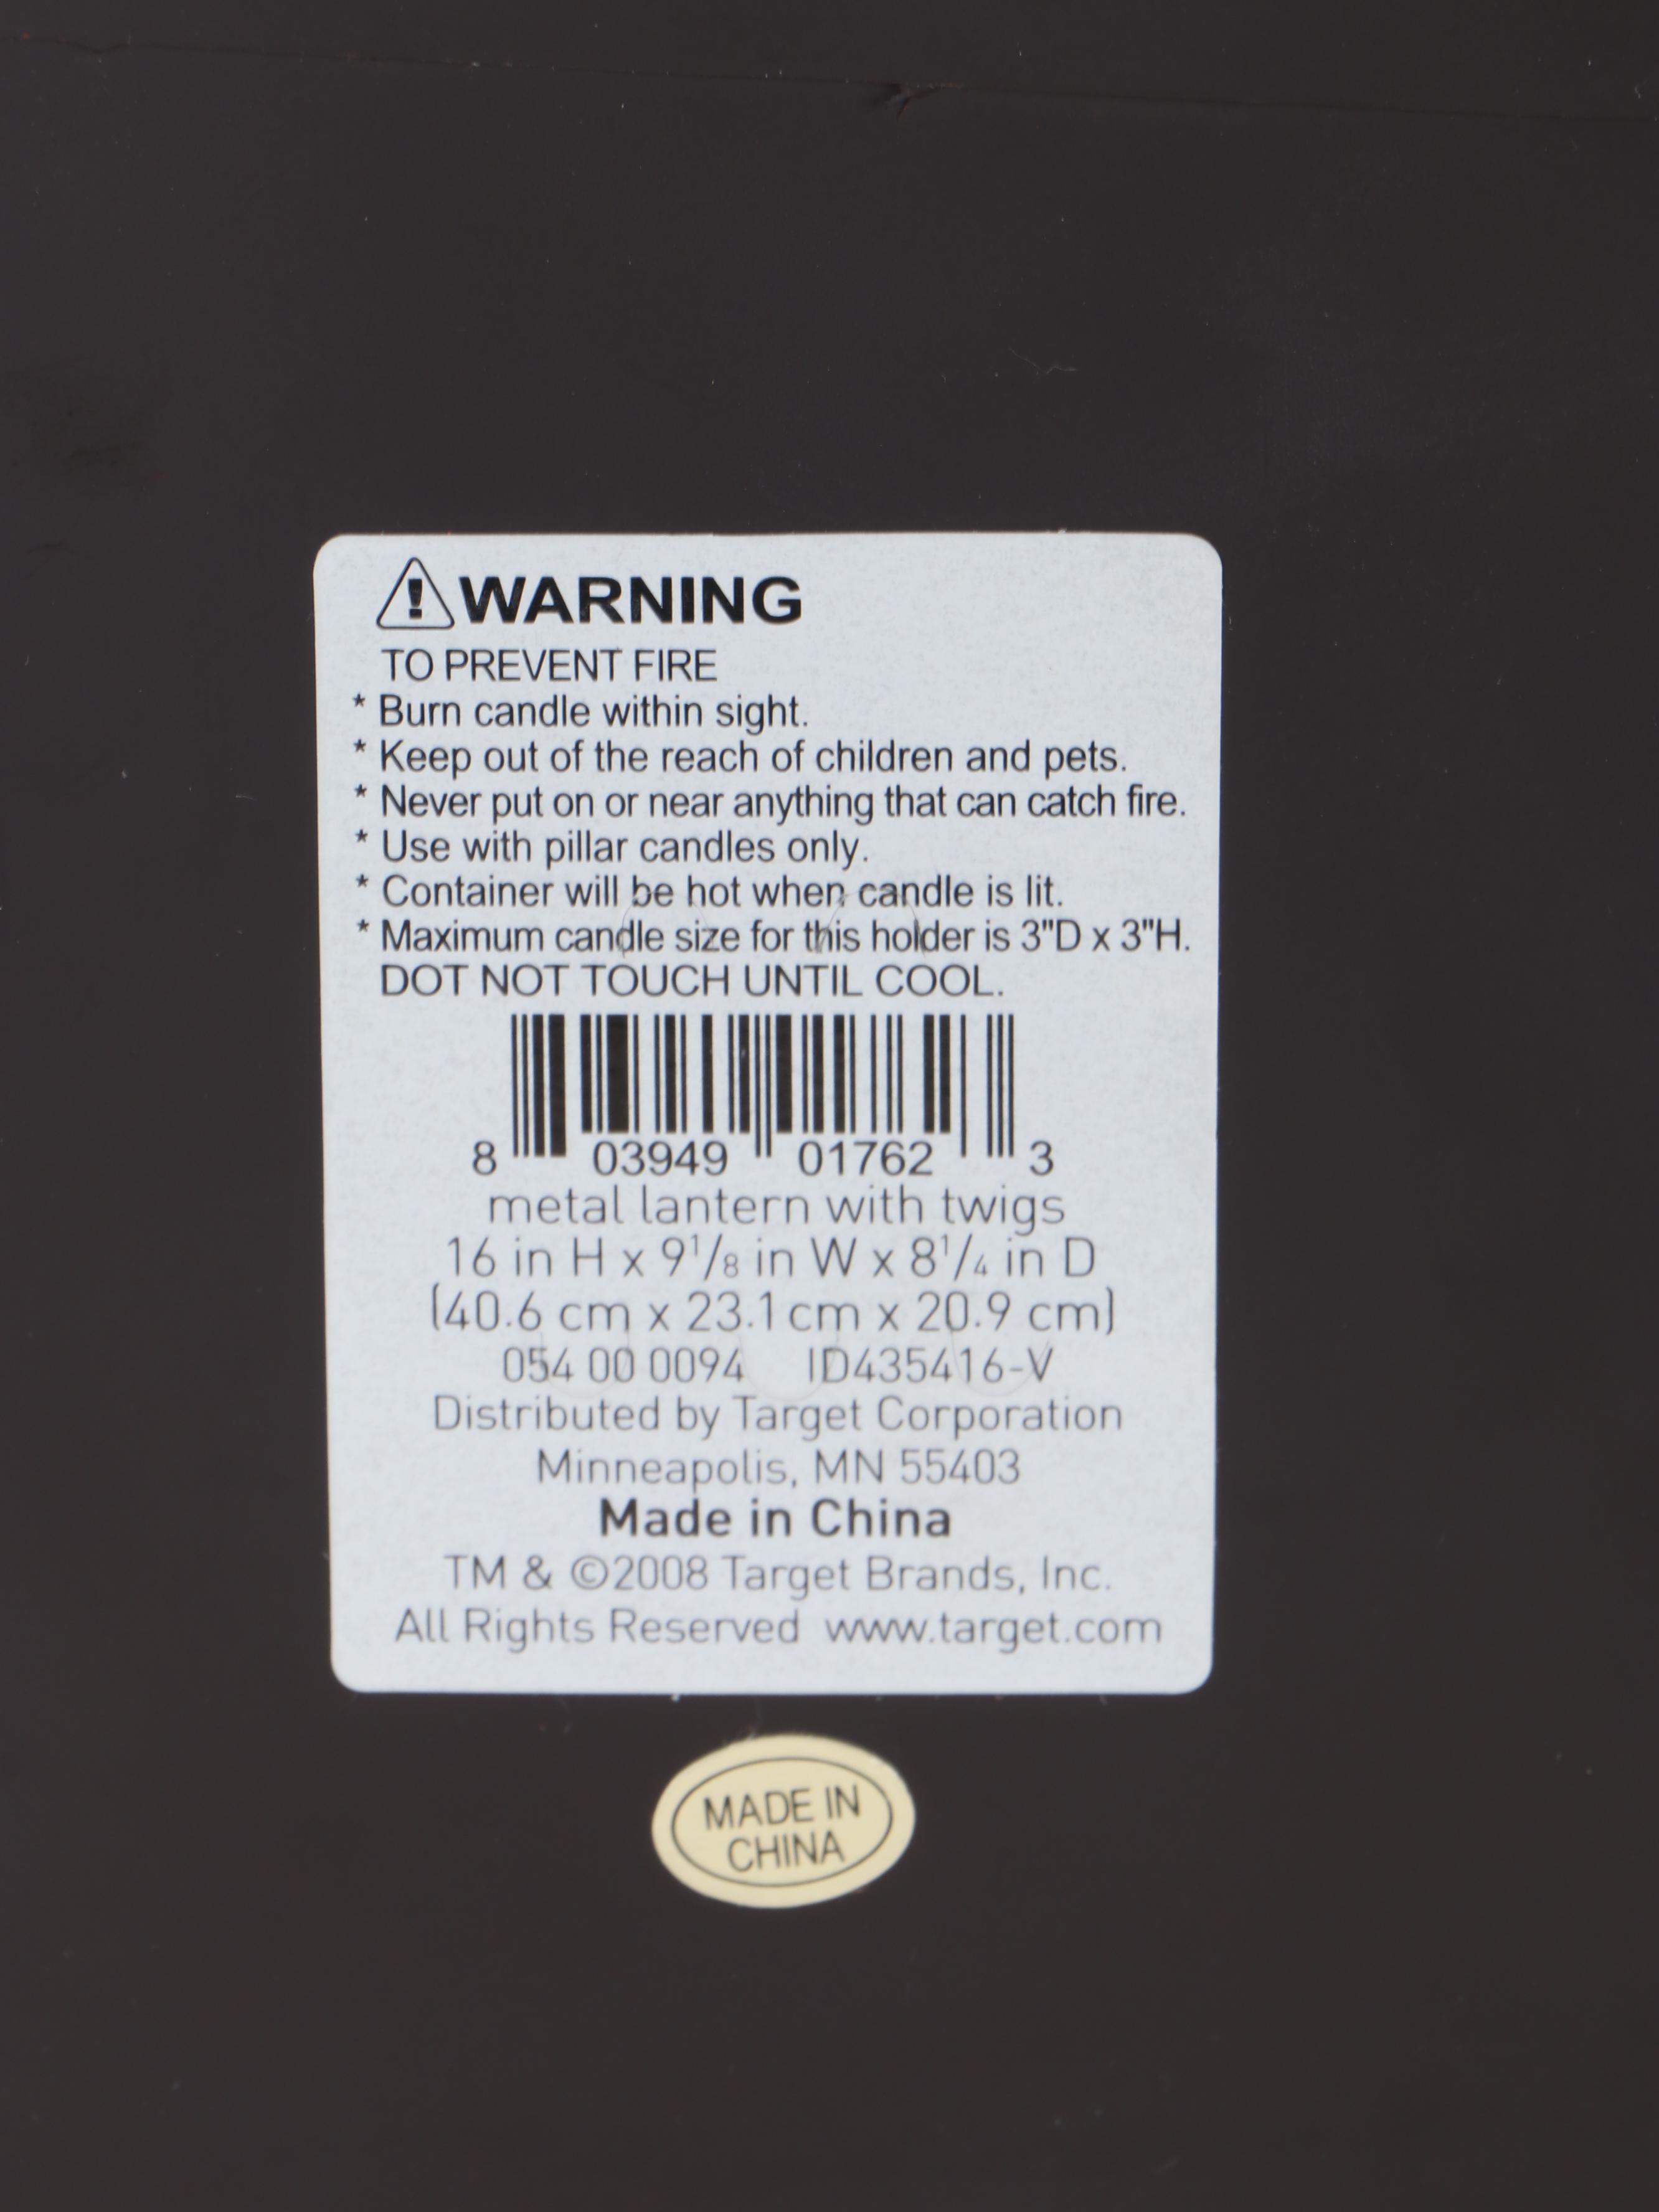 WARNING
TO PREVENT FIRE
* Burn candle within sight.
* Keep out of the reach of children and pets.
* Never put on or near anything that can catch fire.
* Use with pillar candles only.
* Container will be hot when candle is lit.
* Maximum candle size for this holder is 3"D x 3"H.
DOT NOT TOUCH UNTIL COOL.
8 03949 01762 3
metal lantern with twigs
16 in H x 9 1/8 in W x 8 1/4 in D
(40.6 cm x 23.1 cm x 20.9 cm)
054 00 0094 ID435416-V
Distributed by Target Corporation
Minneapolis, MN 55403
Made in China
TM & ©2008 Target Brands, Inc.
All Rights Reserved www.target.com
MADE IN
CHINA